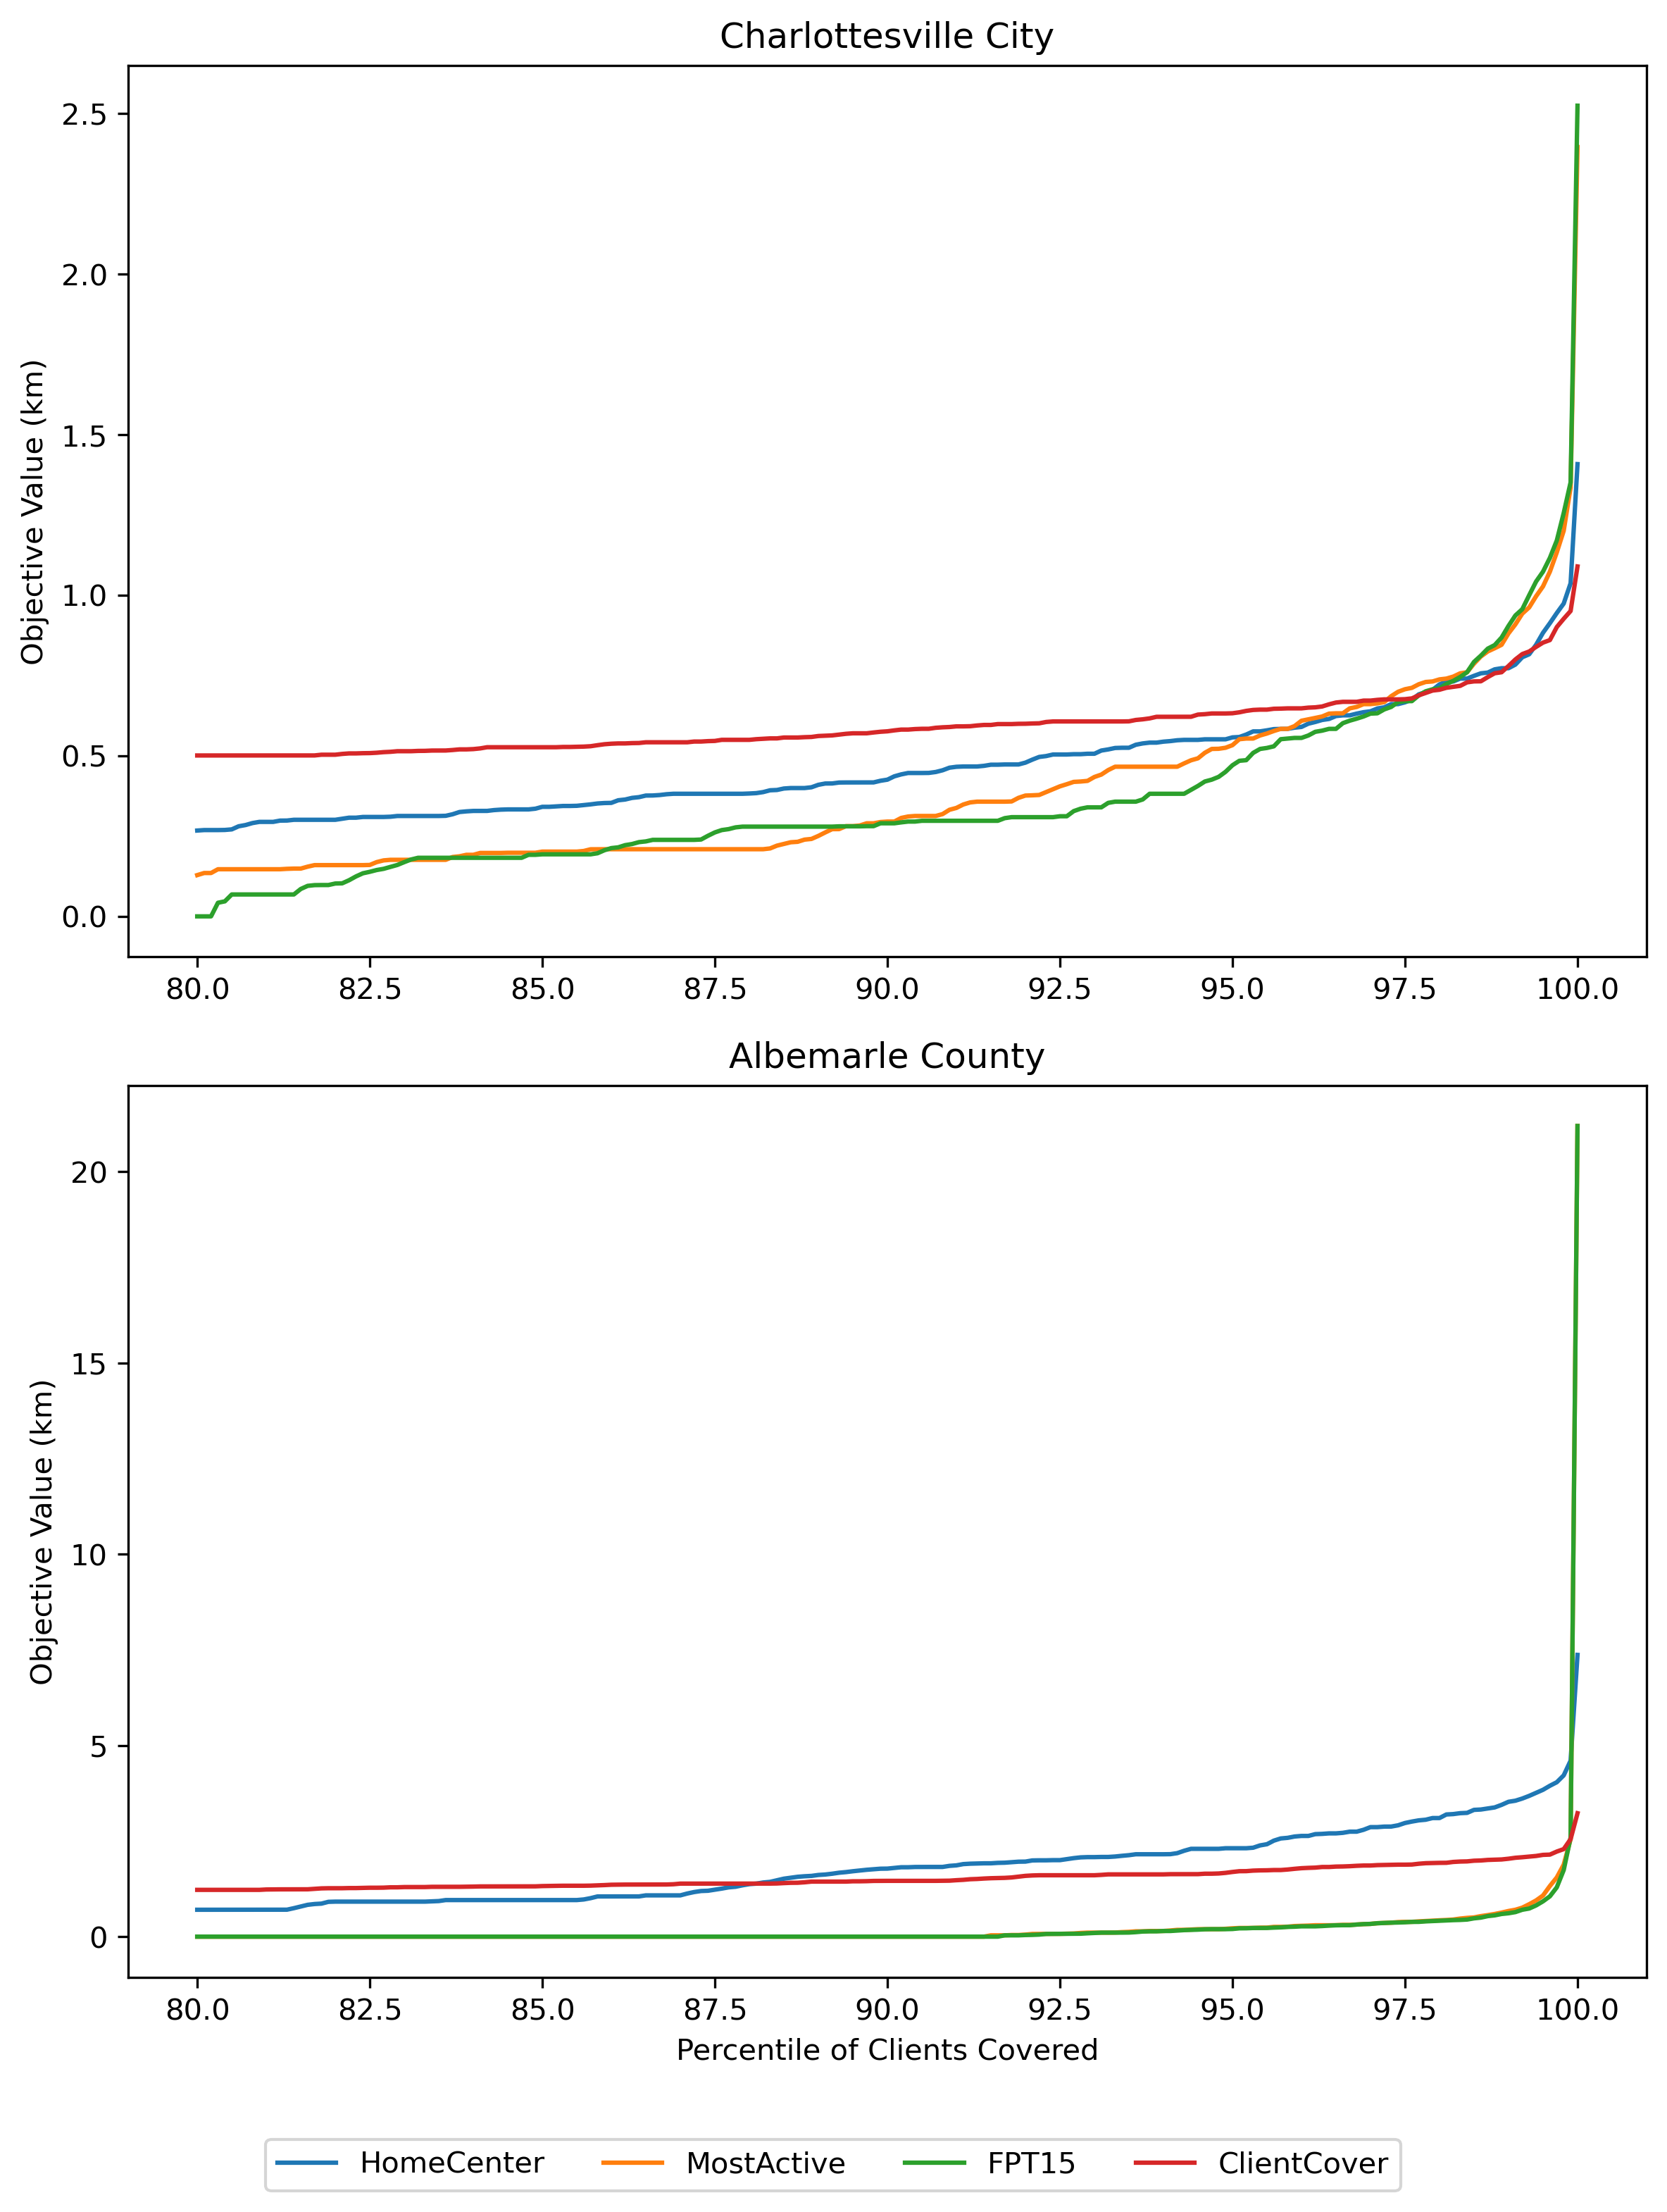 Charlottesville City
Objective Value (km)
2.5
2.0
1.5
1.0
0.5
0.0
80.0 82.5 85.0 87.5 90.0 92.5 95.0 97.5 100.0
Albemarle County
Objective Value (km)
20
15
10
5
0
80.0 82.5 85.0 87.5 90.0 92.5 95.0 97.5 100.0
Percentile of Clients Covered
HomeCenter MostActive FPT15 ClientCover